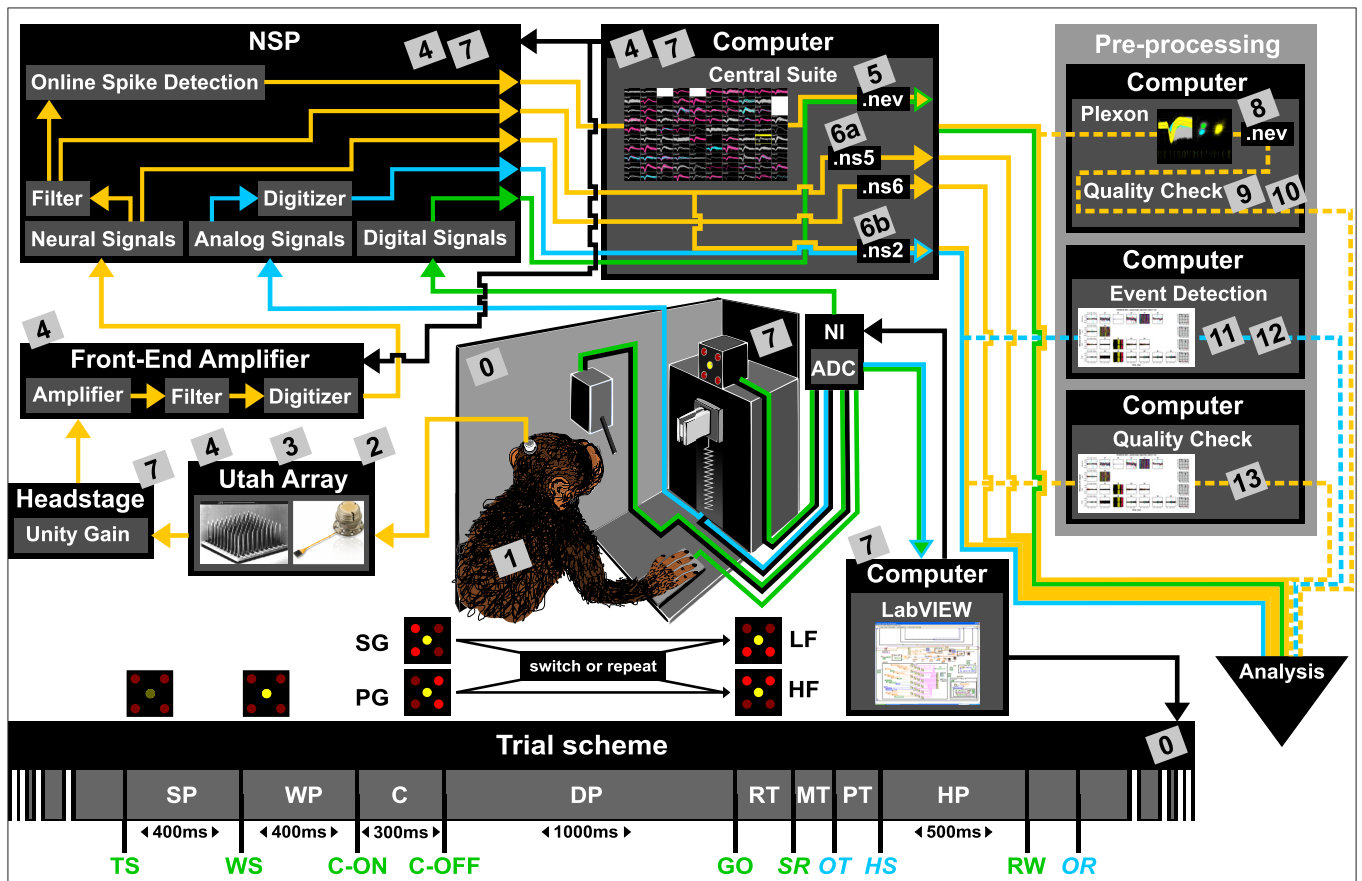 NSP
4
7
Online Spike Detection
Filter
Digitizer
Neural Signals
Analog Signals
Digital Signals
4
7
Computer
Central Suite
5
.nev
6a
.ns5
.ns6
6b
.ns2
Pre-processing
Computer
Plexon
8
.nev
Quality Check
9
10
Computer
Event Detection
11
12
Computer
Quality Check
13
4
Front-End Amplifier
Amplifier
Filter
Digitizer
7
Headstage
Unity Gain
4
3
2
Utah Array
0
1
7
NI
ADC
7
Computer
LabVIEW
Analysis
SG
PG
switch or repeat
LF
HF
Trial scheme
0
SP
WP
C
DP
RT
MT
PT
HP
400ms
400ms
300ms
1000ms
500ms
TS
WS
C-ON
C-OFF
GO
SR
OT
HS
RW
OR